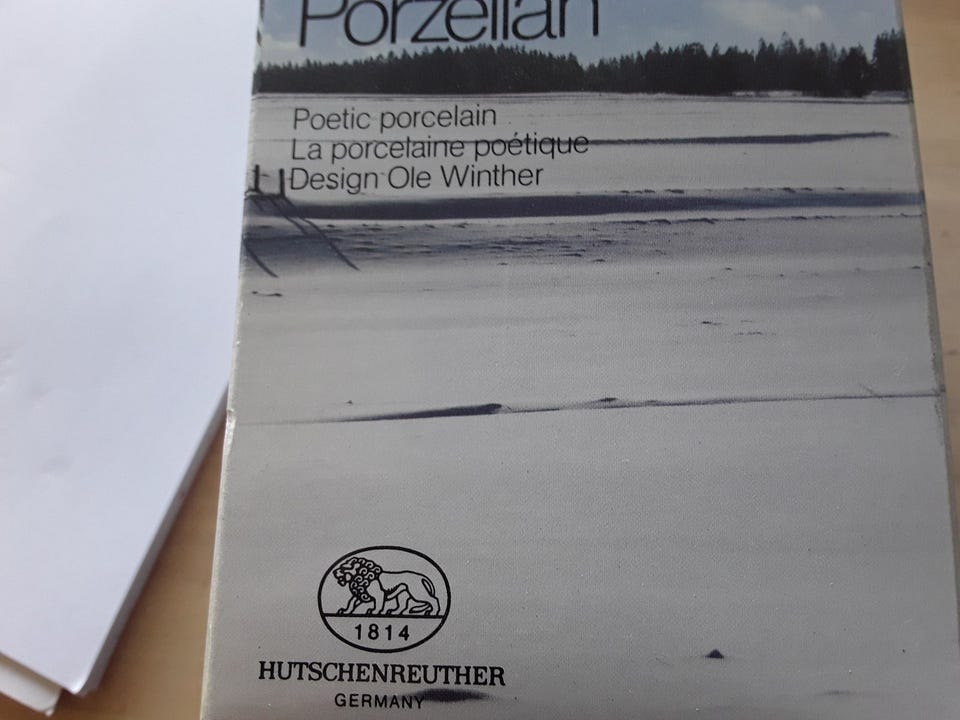 Porzellan
Poetic porcelain
La porcelaine poétique
Design Ole Winther
1814
HUTSCHENREUTHER
GERMANY